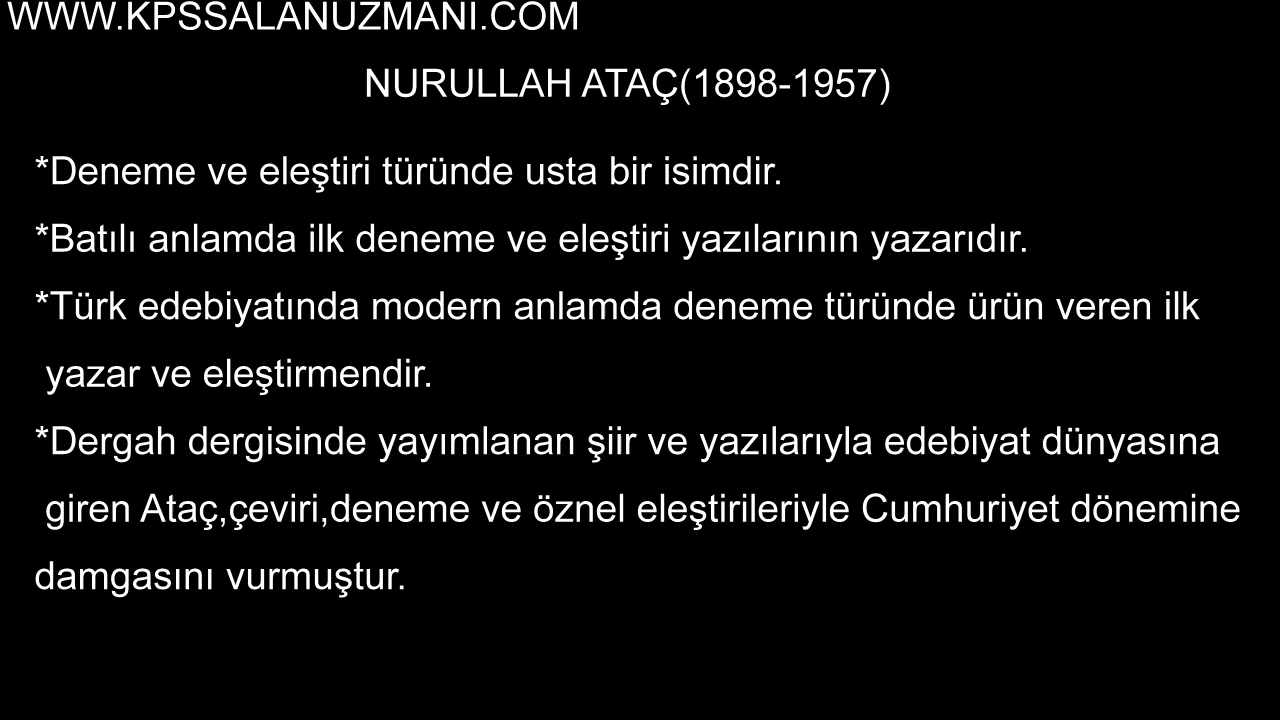 WWW.KPSSALANUZMANI.COM
NURULLAH ATAÇ(1898-1957)
*Deneme ve eleştiri türünde usta bir isimdir.
*Batılı anlamda ilk deneme ve eleştiri yazılarının yazarıdır.
*Türk edebiyatında modern anlamda deneme türünde ürün veren ilk
yazar ve eleştirmendir.
*Dergah dergisinde yayımlanan şiir ve yazılarıyla edebiyat dünyasına
giren Ataç,çeviri,deneme ve öznel eleştirileriyle Cumhuriyet dönemine
damgasını vurmuştur.